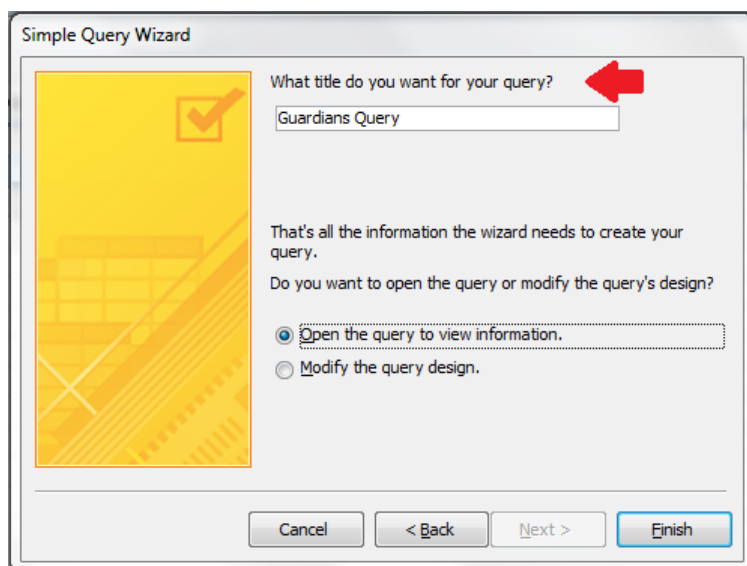 Simple Query Wizard
What title do you want for your query?
Guardians Query
That's all the information the wizard needs to create your
query.
Do you want to open the query or modify the query's design?
Open the query to view information.
Modify the query design.
Cancel
< Back
Next >
Finish